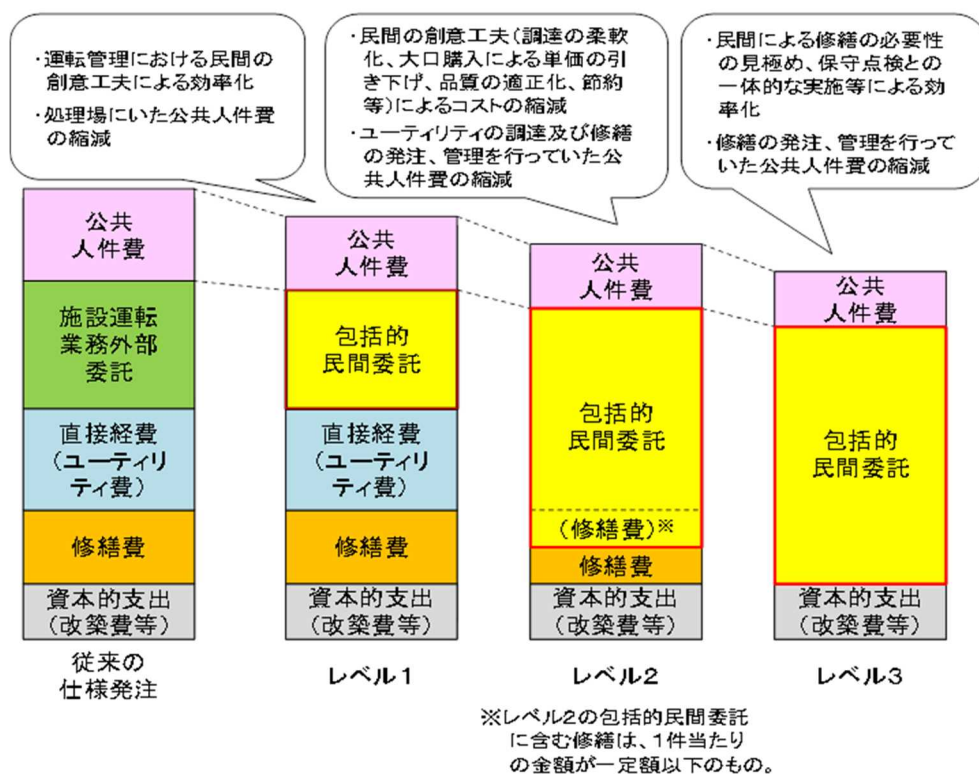 ・運転管理における民間の
創意工夫による効率化
・処理場にいた公共人件費
の縮減
・民間の創意工夫(調達の柔軟
化、大口購入による単価の引
き下げ、品質の適正化、節約
等)によるコストの縮減
・ユーティリティの調達及び修繕
の発注、管理を行っていた公
共人件費の縮減
・民間による修繕の必要性
の見極め、保守点検との
一体的な実施等による効
率化
・修繕の発注、管理を行っ
ていた公共人件費の縮減
公共
人件費
施設運転
業務外部
委託
直接経費
(ユーティリ
ティ費)
修繕費
資本的支出
(改築費等)
従来の
仕様発注
公共
人件費
包括的
民間委託
直接経費
(ユーティリ
ティ費)
修繕費
資本的支出
(改築費等)
レベル1
公共
人件費
包括的
民間委託
(修繕費)※
修繕費
資本的支出
(改築費等)
レベル2
公共
人件費
包括的
民間委託
資本的支出
(改築費等)
レベル3
※レベル2の包括的民間委託
に含む修繕は、1件当たり
の金額が一定額以下のもの。